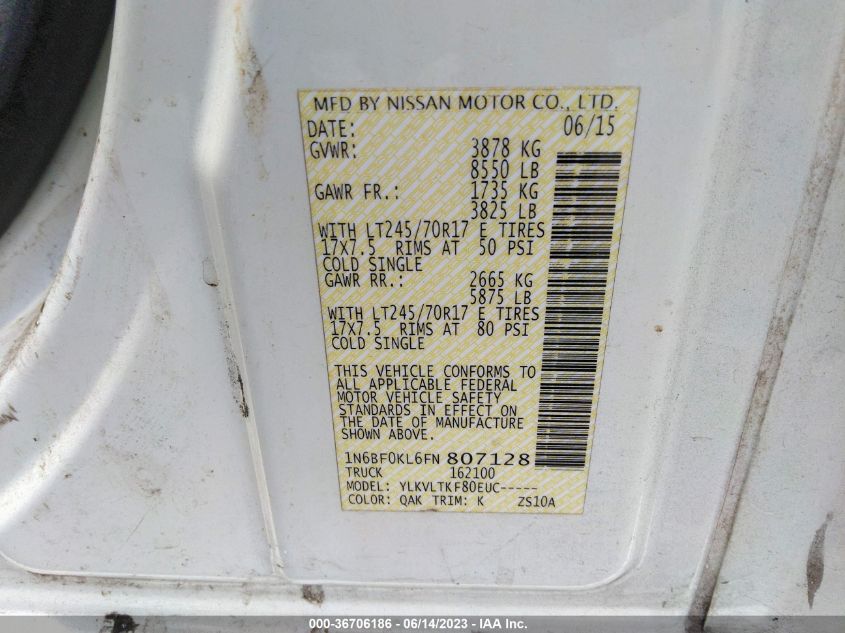 MFD BY NISSAN MOTOR CO., LTD.
DATE: 06/15
GVWR: 3878 KG
8550 LB
GAWR FR.: 1735 KG
3825 LB
WITH LT245/70R17 E TIRES
17X7.5 RIMS AT 50 PSI
COLD SINGLE
GAWR RR.: 2665 KG
5875 LB
WITH LT245/70R17 E TIRES
17X7.5 RIMS AT 80 PSI
COLD SINGLE
THIS VEHICLE CONFORMS TO
ALL APPLICABLE FEDERAL
MOTOR VEHICLE SAFETY
STANDARDS IN EFFECT ON
THE DATE OF MANUFACTURE
SHOWN ABOVE.
1N6BF0KL6FN 807128
TRUCK 162100
MODEL: YLKVLTKF80EUC-----
COLOR: QAK TRIM: K ZS10A
000-36706186 - 06/14/2023 - IAA Inc.